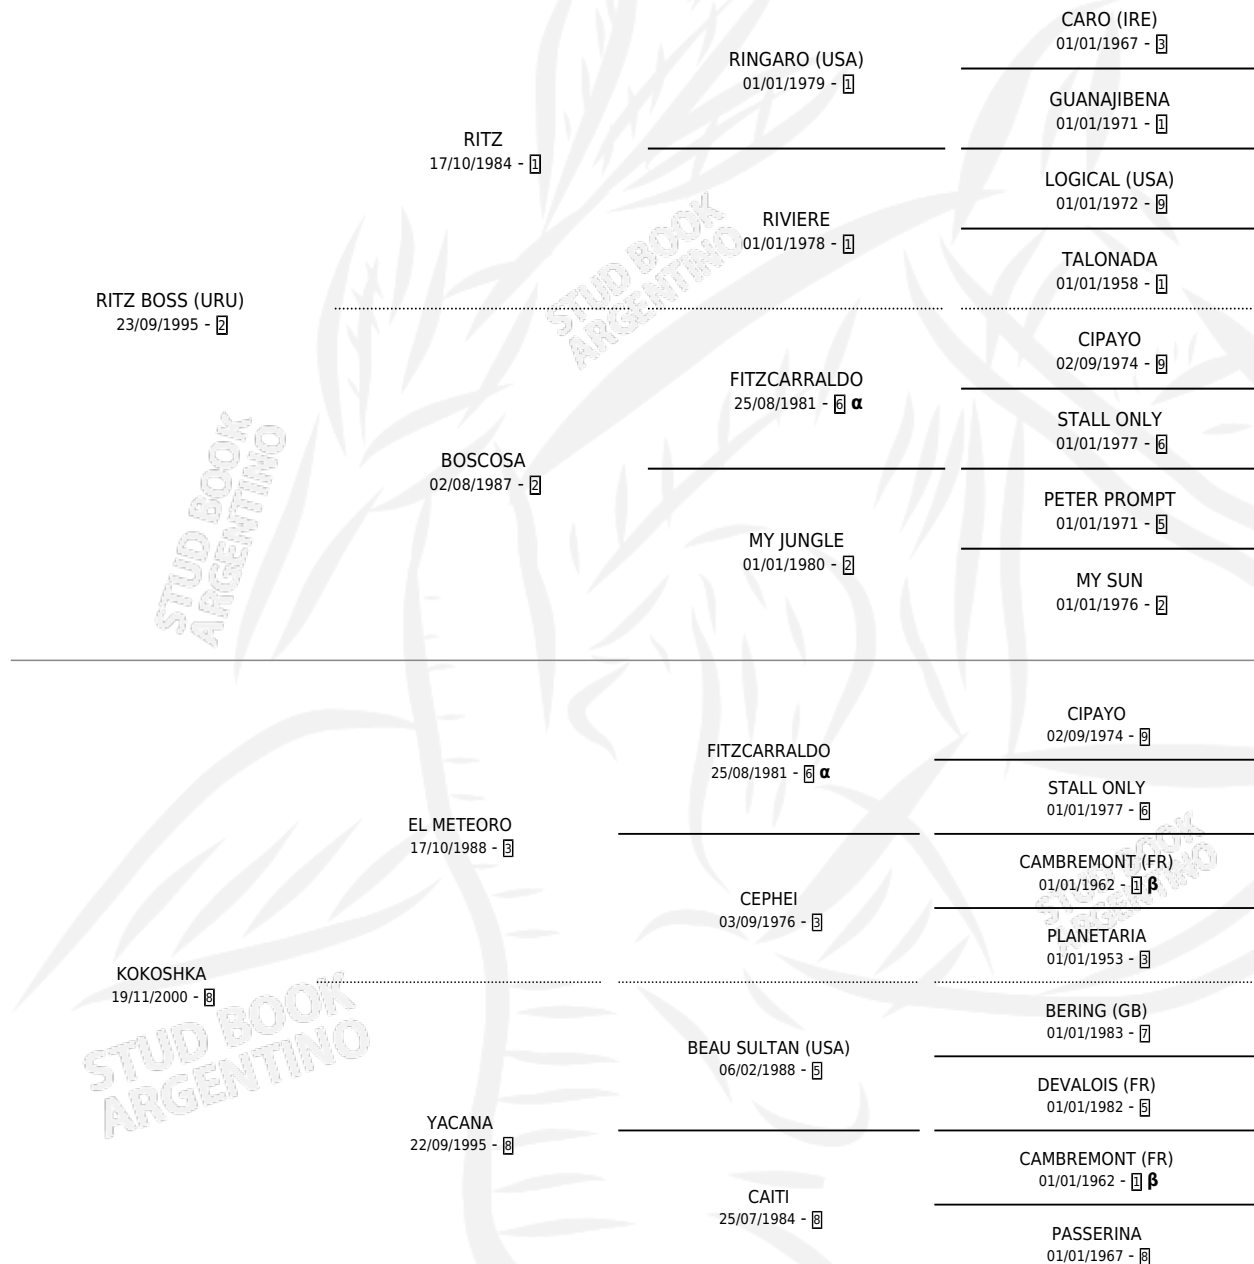 CARO (IRE)
01/01/1967 - 3
RINGARO (USA)
01/01/1979 - 1
GUANAJIBENA
01/01/1971 - 1
RITZ
17/10/1984 - 1
LOGICAL (USA)
01/01/1972 - 9
RIVIERE
01/01/1978 - 1
TALONADA
01/01/1958 - 1
RITZ BOSS (URU)
23/09/1995 - 2
CIPAYO
02/09/1974 - 9
FITZCARRALDO
25/08/1981 - 6 α
STALL ONLY
01/01/1977 - 6
BOSCOSA
02/08/1987 - 2
PETER PROMPT
01/01/1971 - 5
MY JUNGLE
01/01/1980 - 2
MY SUN
01/01/1976 - 2
CIPAYO
02/09/1974 - 9
FITZCARRALDO
25/08/1981 - 6 α
STALL ONLY
01/01/1977 - 6
EL METEORO
17/10/1988 - 3
CAMBREMONT (FR)
01/01/1962 - 1 β
CEPHEI
03/09/1976 - 3
PLANETARIA
01/01/1953 - 3
KOKOSHKA
19/11/2000 - 8
BERING (GB)
01/01/1983 - 7
BEAU SULTAN (USA)
06/02/1988 - 5
DEVALOIS (FR)
01/01/1982 - 5
YACANA
22/09/1995 - 8
CAMBREMONT (FR)
01/01/1962 - 1 β
CAITI
25/07/1984 - 8
PASSERINA
01/01/1967 - 8
STUD BOOK
ARGENTINO
STUD BOOK
ARGENTINO
STUD BOOK
ARGENTINO
STUD BOOK
ARGENTINO